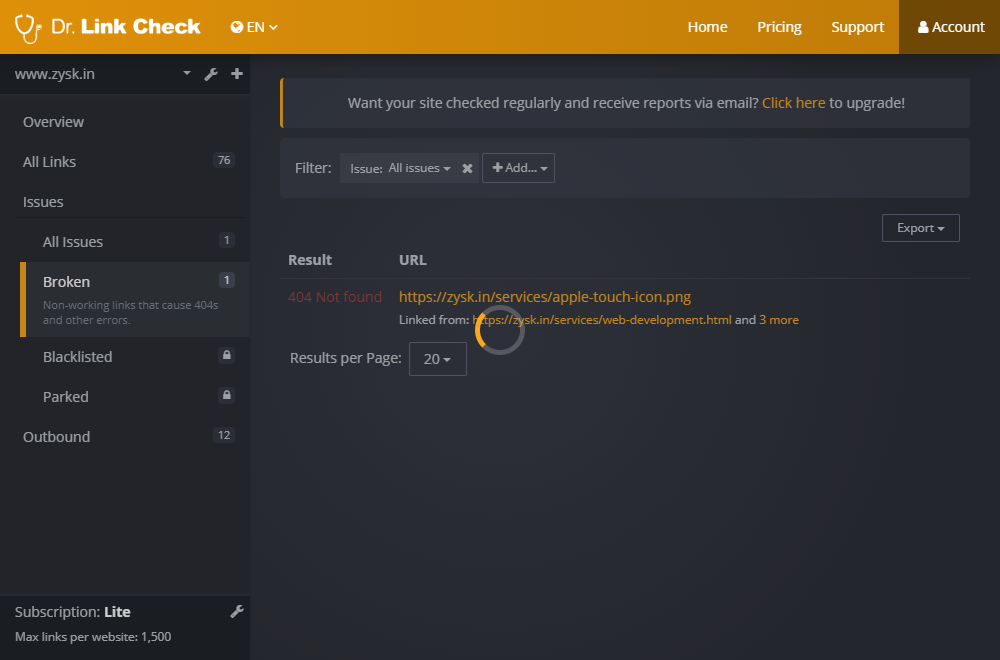 Dr. Link Check
EN
Home
Pricing
Support
Account
www.zysk.in
Overview
All Links 76
Issues
All Issues 1
Broken 1
Non-working links that cause 404s
and other errors.
Blacklisted
Parked
Outbound 12
Subscription: Lite
Max links per website: 1,500
Want your site checked regularly and receive reports via email? Click here to upgrade!
Filter: Issue: All issues Add...
Export
Result URL
404 Not found https://zysk.in/services/apple-touch-icon.png
Linked from: https://zysk.in/services/web-development.html and 3 more
Results per Page: 20